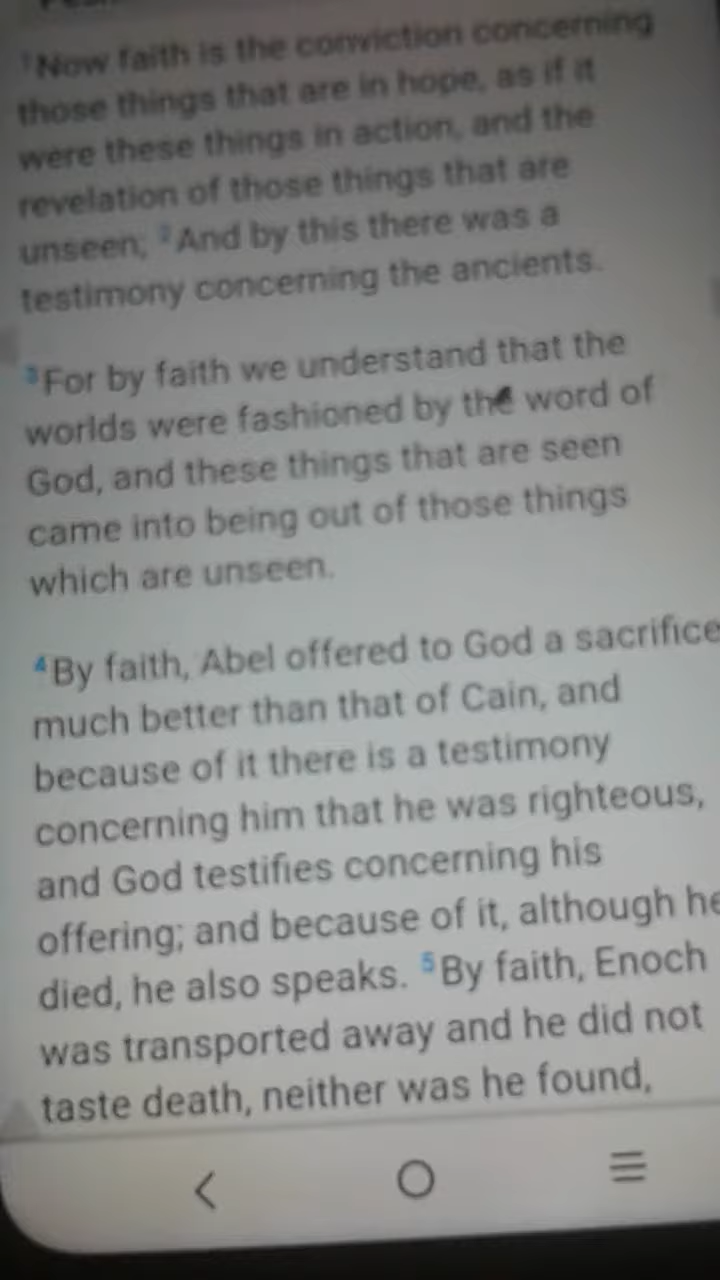 ¹Now faith is the conviction concerning
those things that are in hope, as if it
were these things in action, and the
revelation of those things that are
unseen; ²And by this there was a
testimony concerning the ancients.
³For by faith we understand that the
worlds were fashioned by the word of
God, and these things that are seen
came into being out of those things
which are unseen.
⁴By faith, Abel offered to God a sacrifice
much better than that of Cain, and
because of it there is a testimony
concerning him that he was righteous,
and God testifies concerning his
offering; and because of it, although he
died, he also speaks. ⁵By faith, Enoch
was transported away and he did not
taste death, neither was he found,